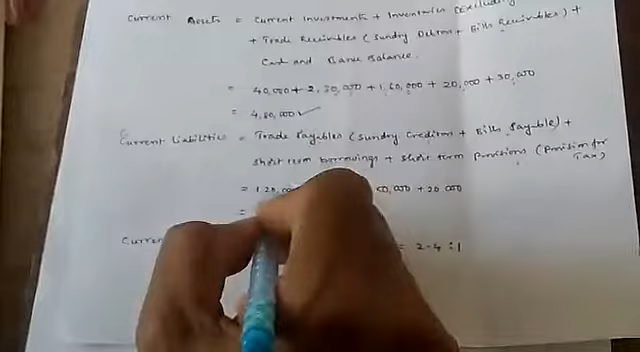 Current Assets = Current Investments + Inventories (Excluding
+ Trade Receivables (Sundry Debtors + Bills Receivables) +
Cash and Bank Balance.
= 40,000 + 2,30,000 + 1,60,000 + 20,000 + 30,000
= 4,80,000
Current liabilities = Trade Payables (Sundry Creditors + Bills Payable) +
Short term borrowings + Short term provisions (Provision for Tax)
= 1,20,000 + 20 000
=
= 2.4 : 1